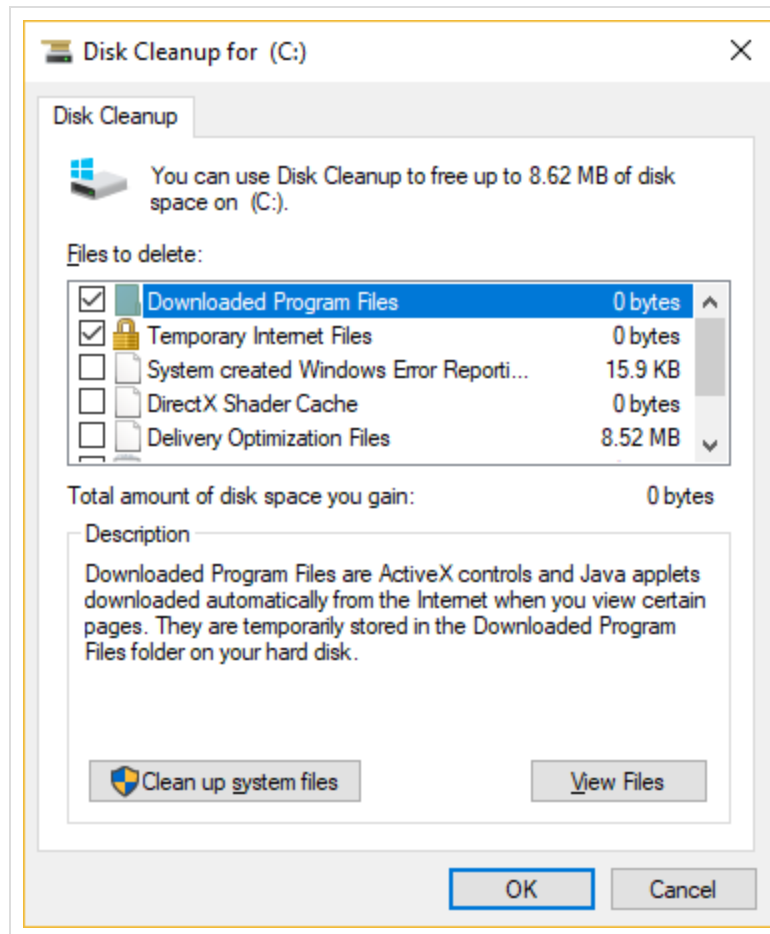 Disk Cleanup for (C:)
Disk Cleanup
You can use Disk Cleanup to free up to 8.62 MB of disk
space on (C:).
Files to delete:
Downloaded Program Files 0 bytes
Temporary Internet Files 0 bytes
System created Windows Error Reporti... 15.9 KB
DirectX Shader Cache 0 bytes
Delivery Optimization Files 8.52 MB
Total amount of disk space you gain: 0 bytes
Description
Downloaded Program Files are ActiveX controls and Java applets
downloaded automatically from the Internet when you view certain
pages. They are temporarily stored in the Downloaded Program
Files folder on your hard disk.
Clean up system files View Files
OK Cancel